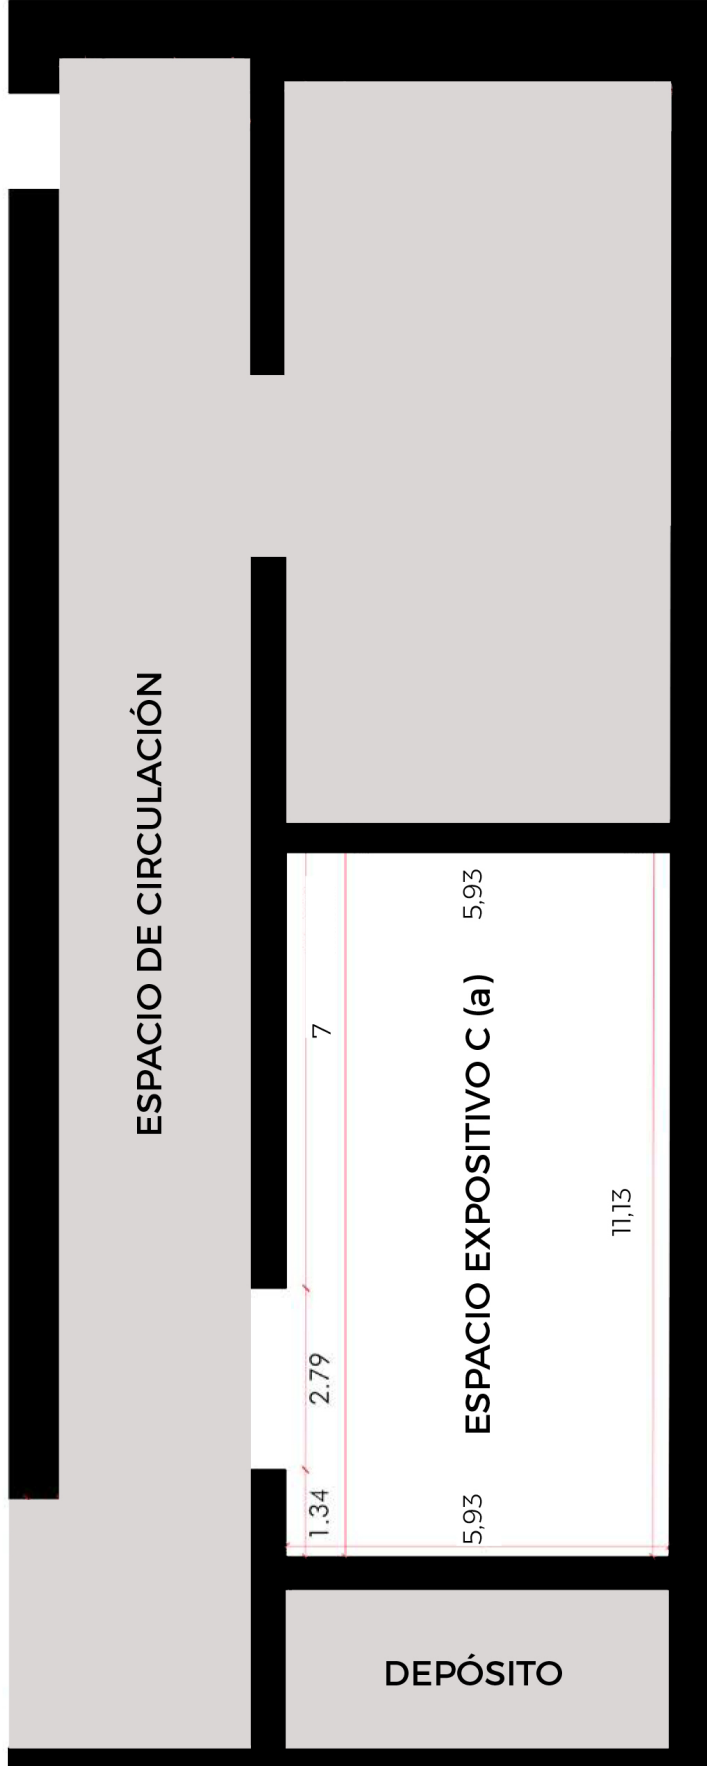 ESPACIO DE CIRCULACIÓN
5,93
7
ESPACIO EXPOSITIVO C (a)
11,13
2.79
1.34
5,93
DEPÓSITO